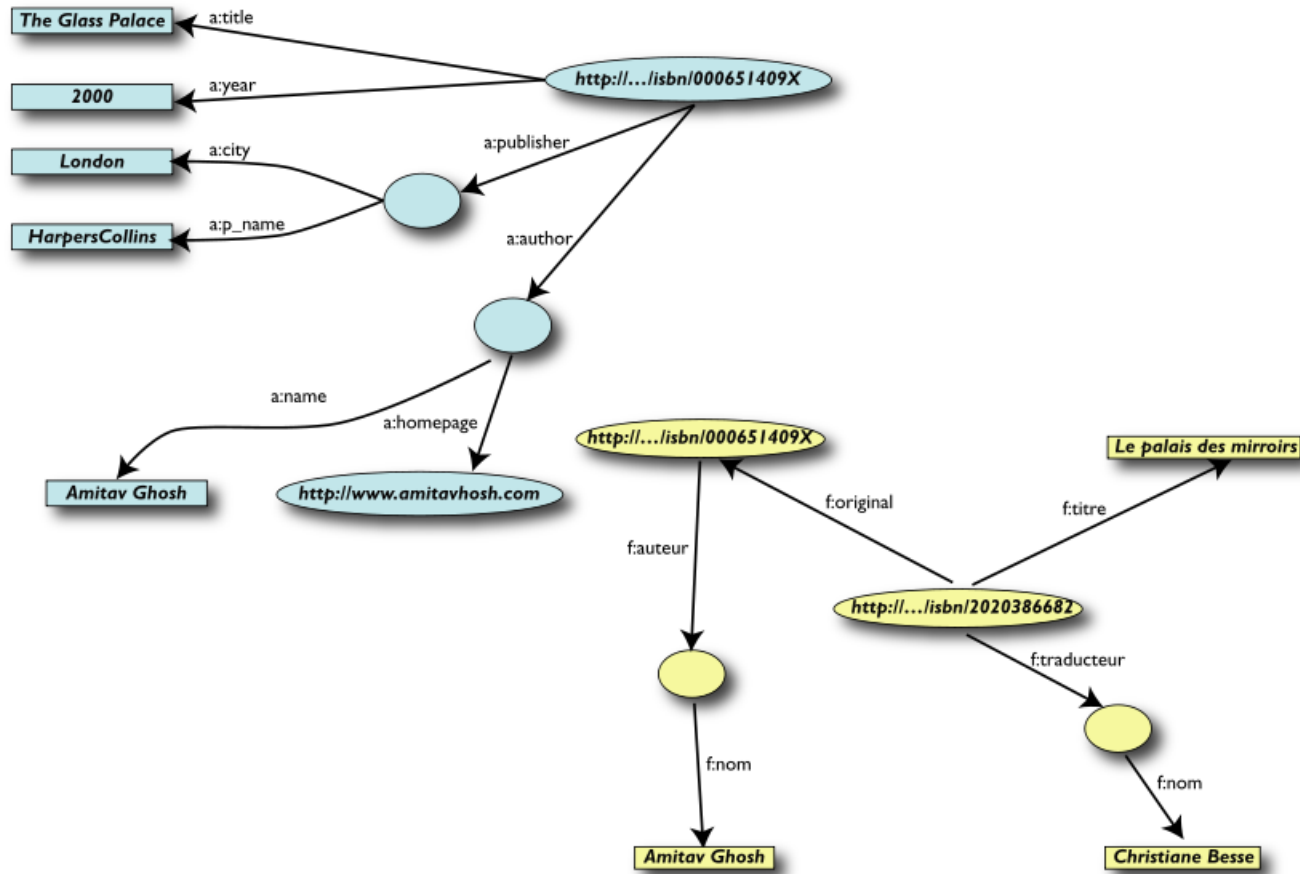 The Glass Palace
a:title
http://…/isbn/000651409X
2000
a:year
London
a:city
a:publisher
HarpersCollins
a:p_name
a:author
a:name
a:homepage
Amitav Ghosh
http://www.amitavhosh.com
http://…/isbn/000651409X
Le palais des mirroirs
f:original
f:titre
f:auteur
http://…/isbn/2020386682
f:traducteur
f:nom
f:nom
Amitav Ghosh
Christiane Besse